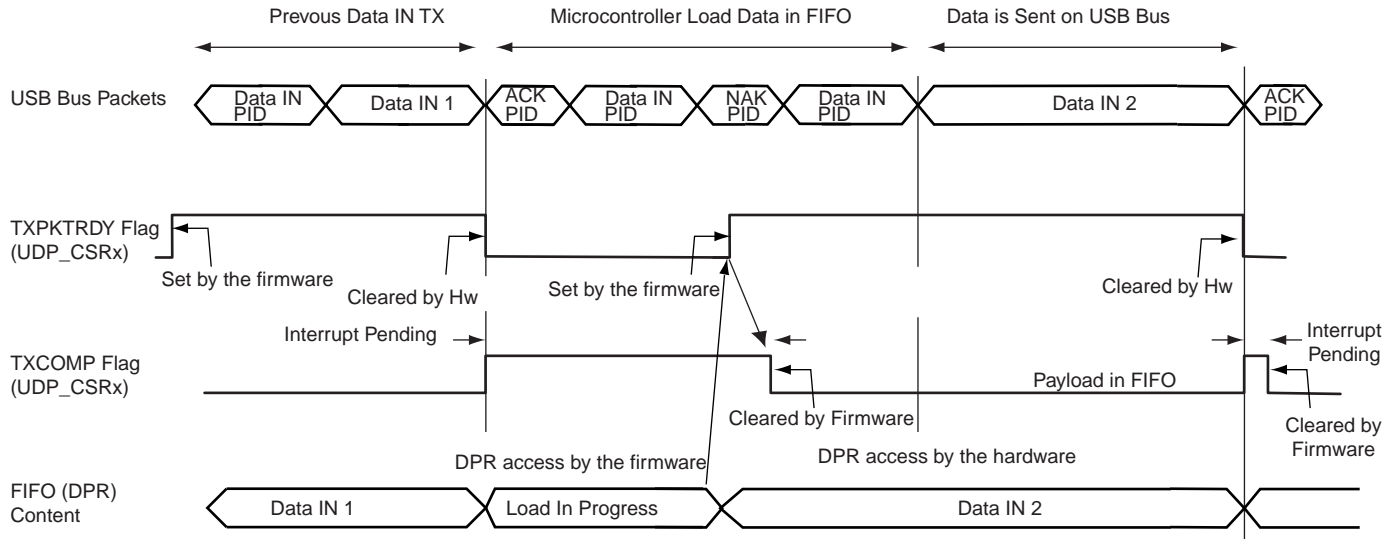 Prevous Data IN TX
Microcontroller Load Data in FIFO
Data is Sent on USB Bus
USB Bus Packets
Data IN
PID
Data IN 1
ACK
PID
Data IN
PID
NAK
PID
Data IN
PID
Data IN 2
ACK
PID
TXPKTRDY Flag
(UDP_CSRx)
Set by the firmware
Cleared by Hw
Set by the firmware
Cleared by Hw
Interrupt Pending
Interrupt
Pending
TXCOMP Flag
(UDP_CSRx)
Payload in FIFO
Cleared by Firmware
Cleared by
Firmware
DPR access by the firmware
DPR access by the hardware
FIFO (DPR)
Content
Data IN 1
Load In Progress
Data IN 2